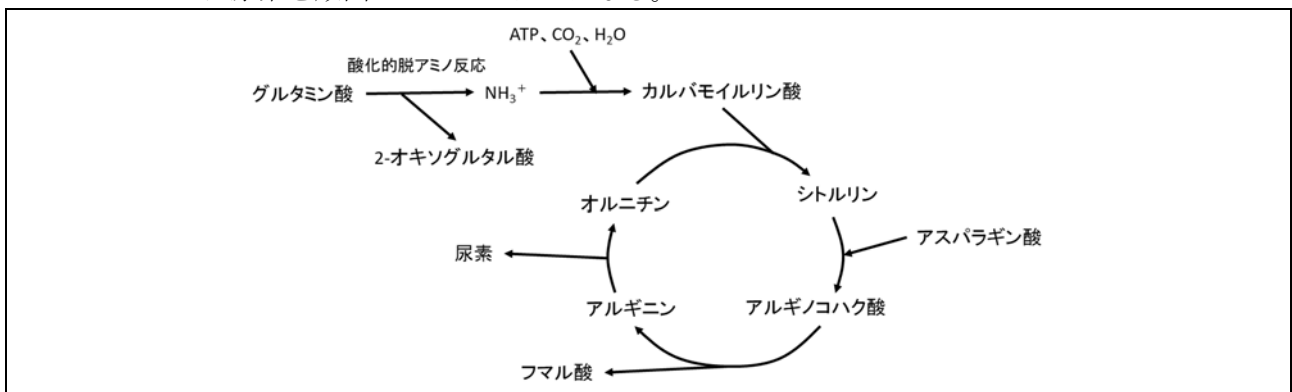 ATP、CO₂、H₂O
酸化的脱アミノ反応
グルタミン酸
NH₃⁺
カルバモイルリン酸
2-オキソグルタル酸
オルニチン
シトルリン
尿素
アスパラギン酸
アルギニン
アルギノコハク酸
フマル酸